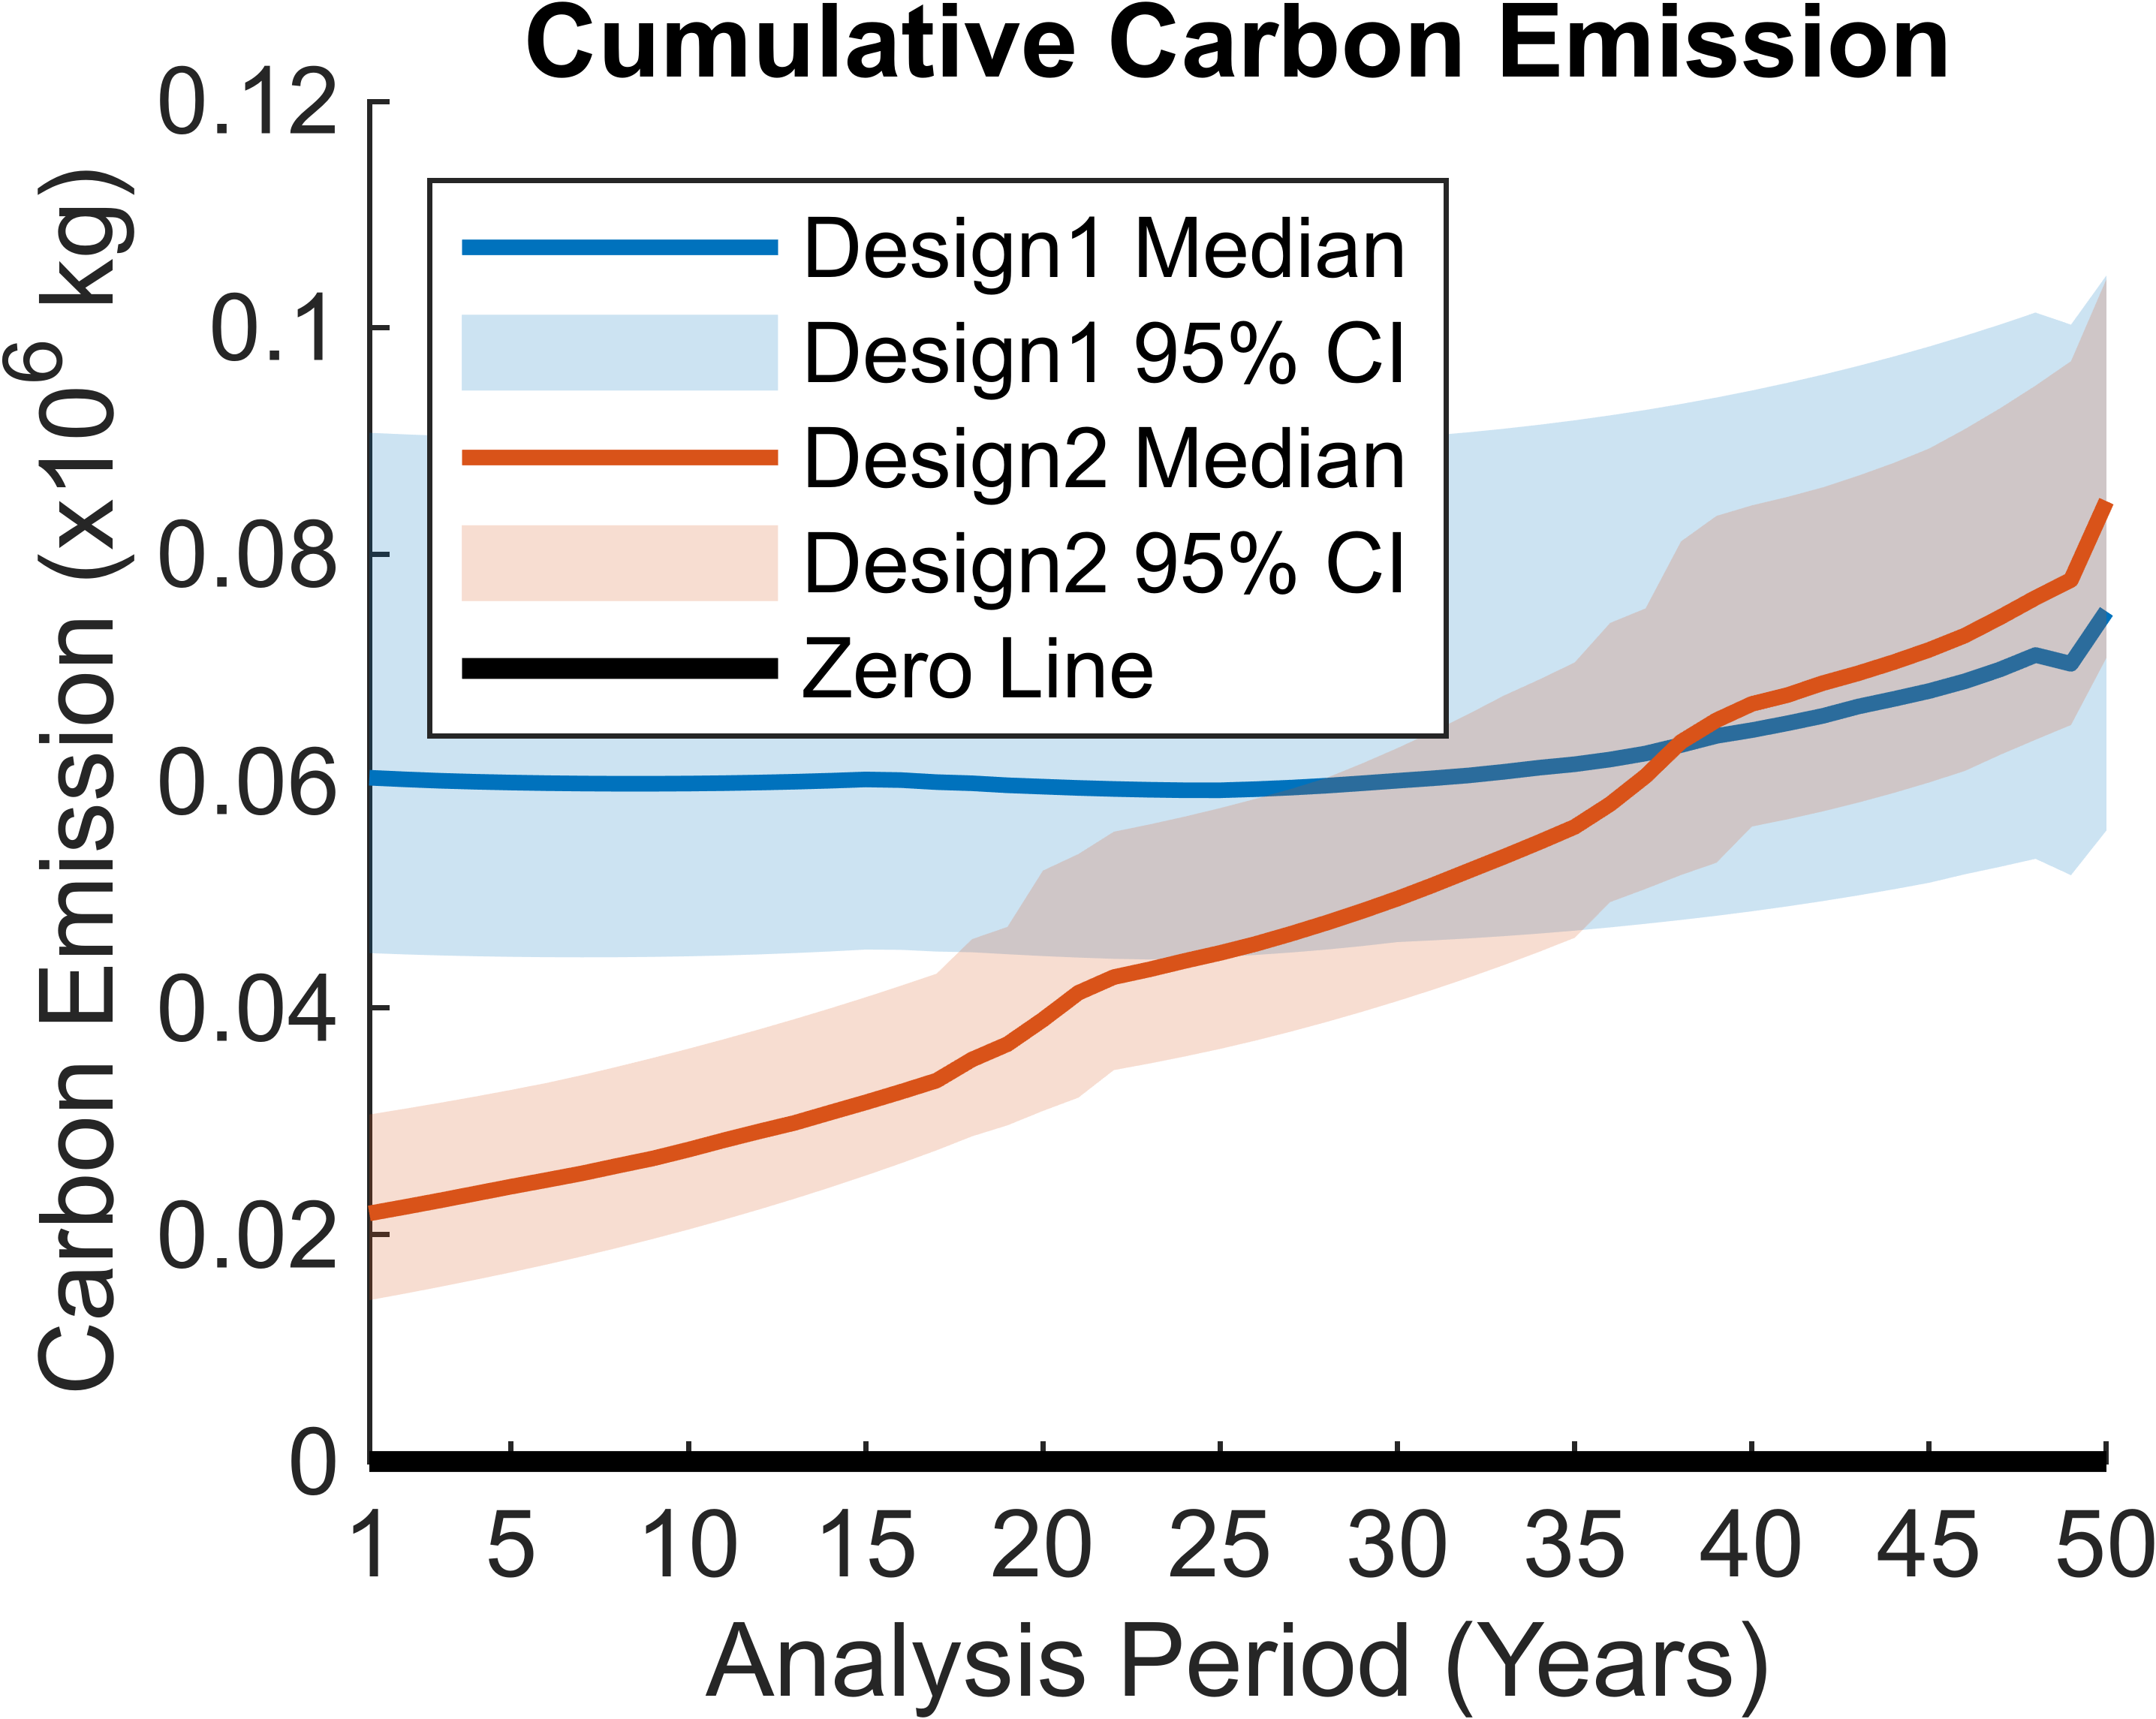 Cumulative Carbon Emission
Carbon Emission (x10⁶ kg)
0.12
0.1
0.08
0.06
0.04
0.02
0
Design1 Median
Design1 95% CI
Design2 Median
Design2 95% CI
Zero Line
1 5 10 15 20 25 30 35 40 45 50
Analysis Period (Years)